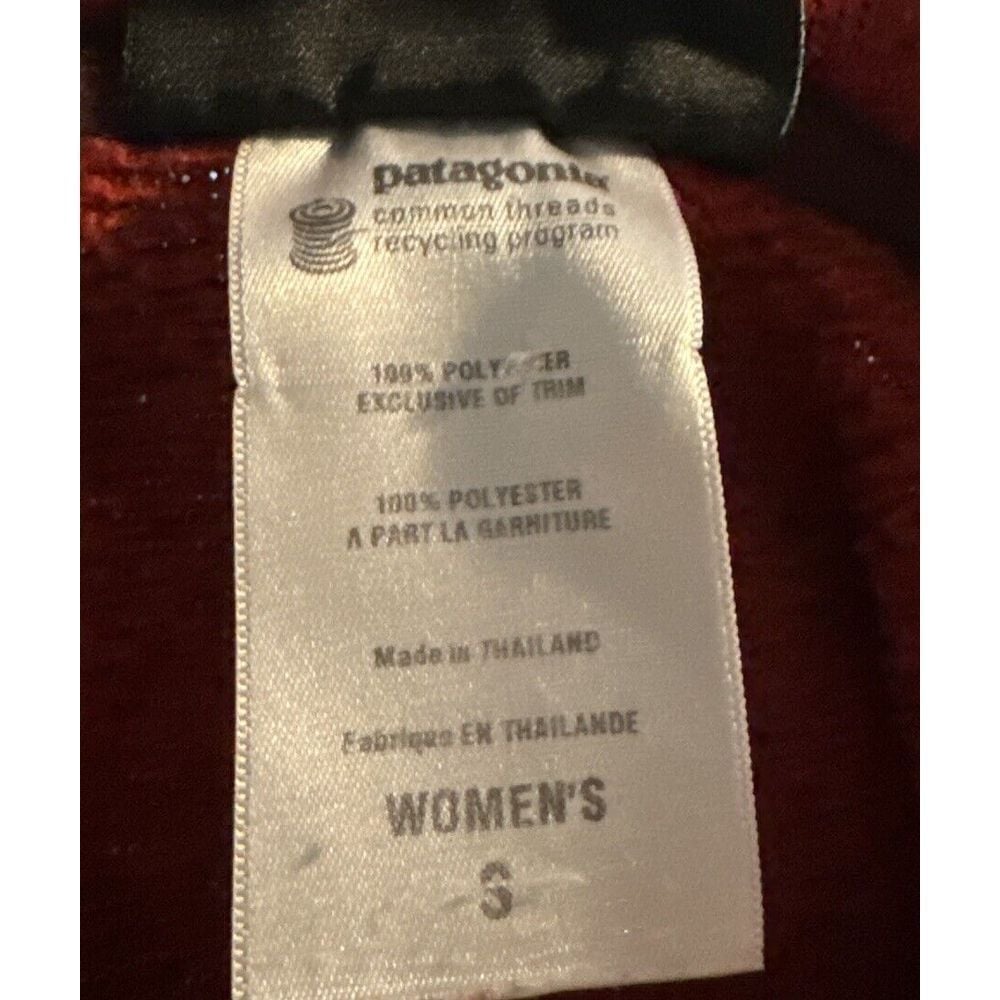 patagonia
common threads
recycling program
100% POLYESTER
EXCLUSIVE OF TRIM
100% POLYESTER
A PART LA GARNITURE
Made in THAILAND
Fabrique EN THAILANDE
WOMEN'S
S